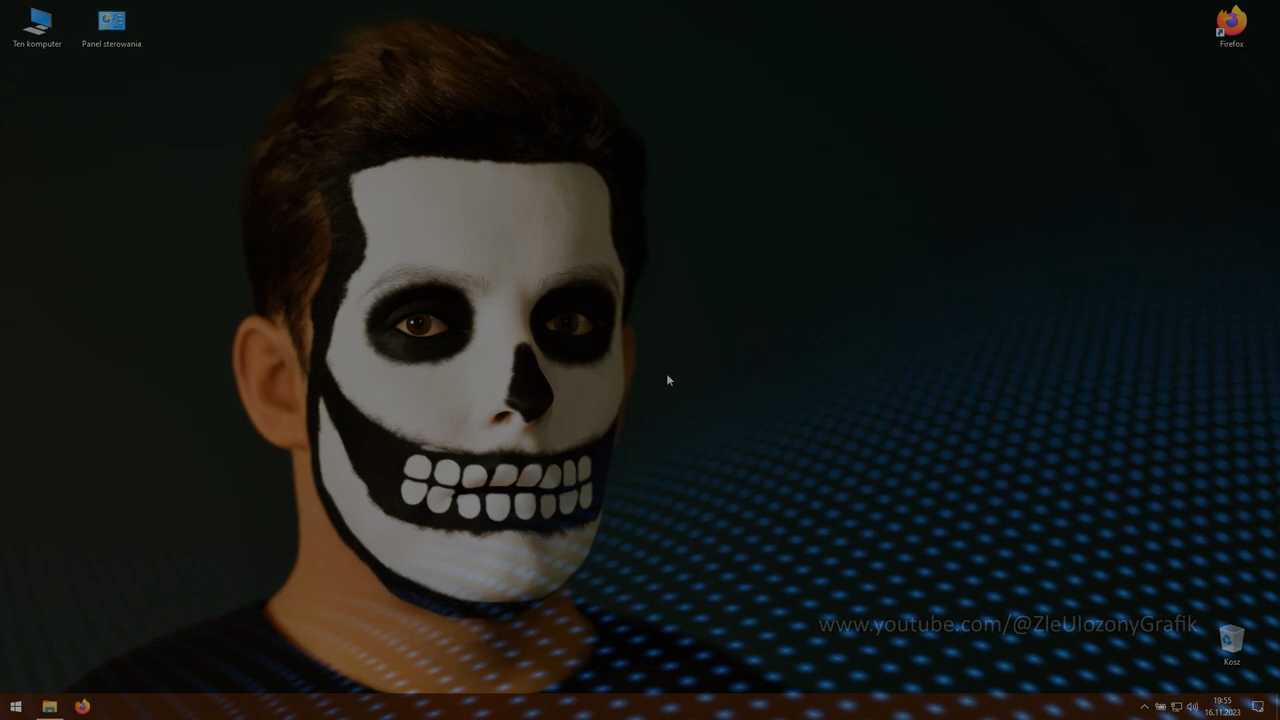 Ten komputer
Panel sterowania
Firefox
www.youtube.com/@ZleUlozonyGrafik
Kosz
19:55
16.11.2023